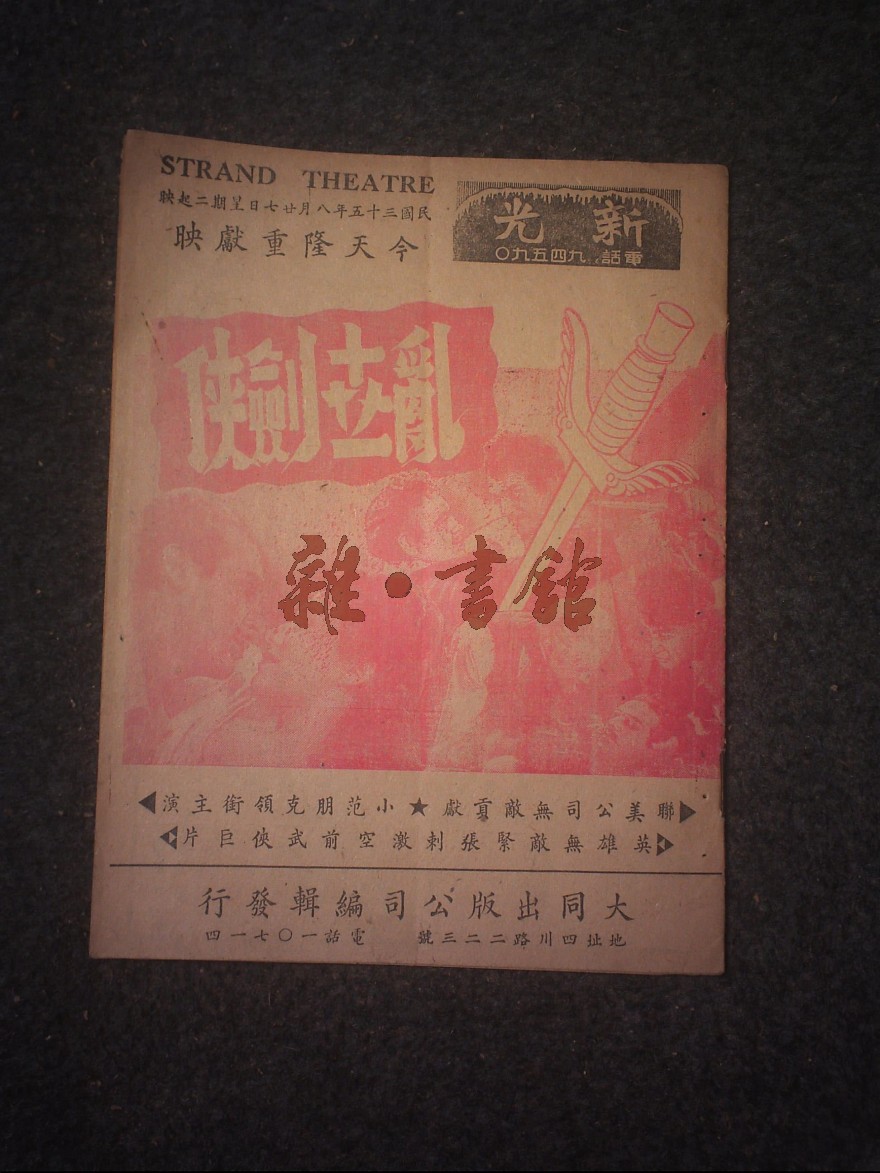 STRAND THEATRE
民國三十五年八月廿七日星期二起映
今天隆重獻映
新光
電話 九四五九〇
亂世劍俠
雜·書舘
聯美公司無敵貢獻★小范朋克領銜主演
英雄無敵緊張刺激空前武俠巨片
大同出版公司編輯發行
地址四川路二二三號 電話一〇七一四